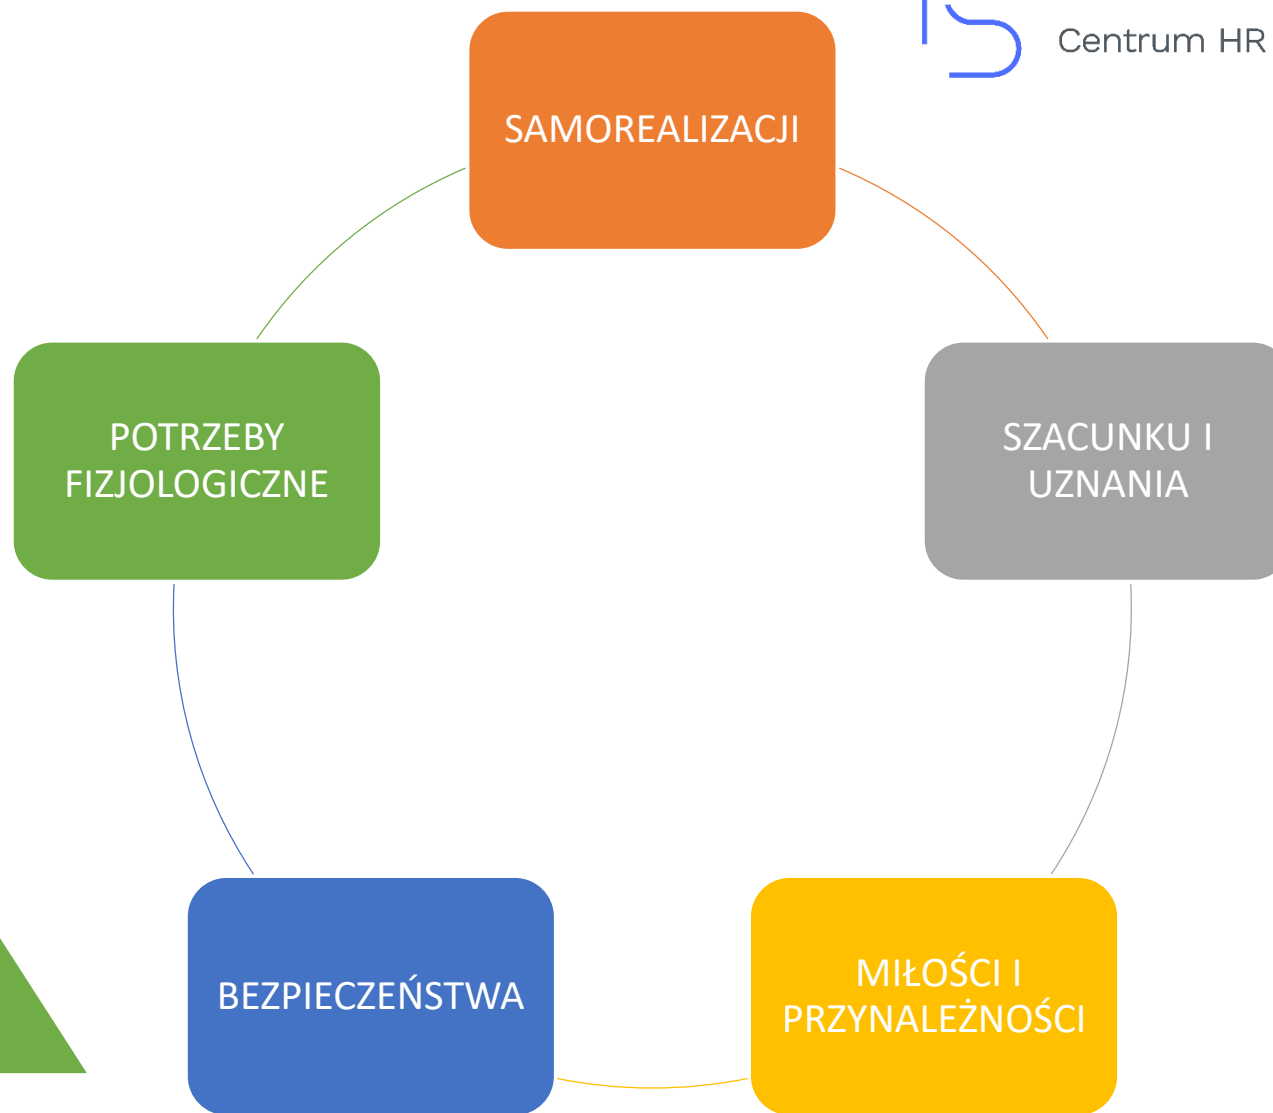 Centrum HR
SAMOREALIZACJI
POTRZEBY
FIZJOLOGICZNE
SZACUNKU I
UZNANIA
BEZPIECZEŃSTWA
MIŁOŚCI I
PRZYNALEŻNOŚCI